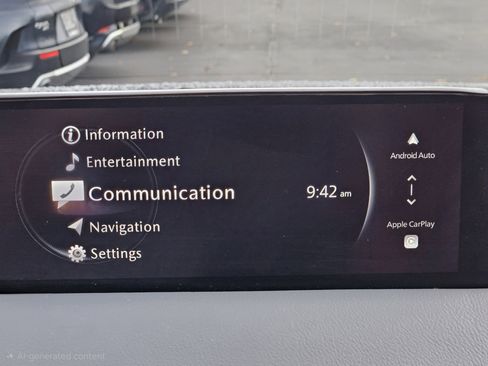 Information
Entertainment
Communication
9:42 am
Navigation
Settings
Android Auto
Apple CarPlay
AI-generated content